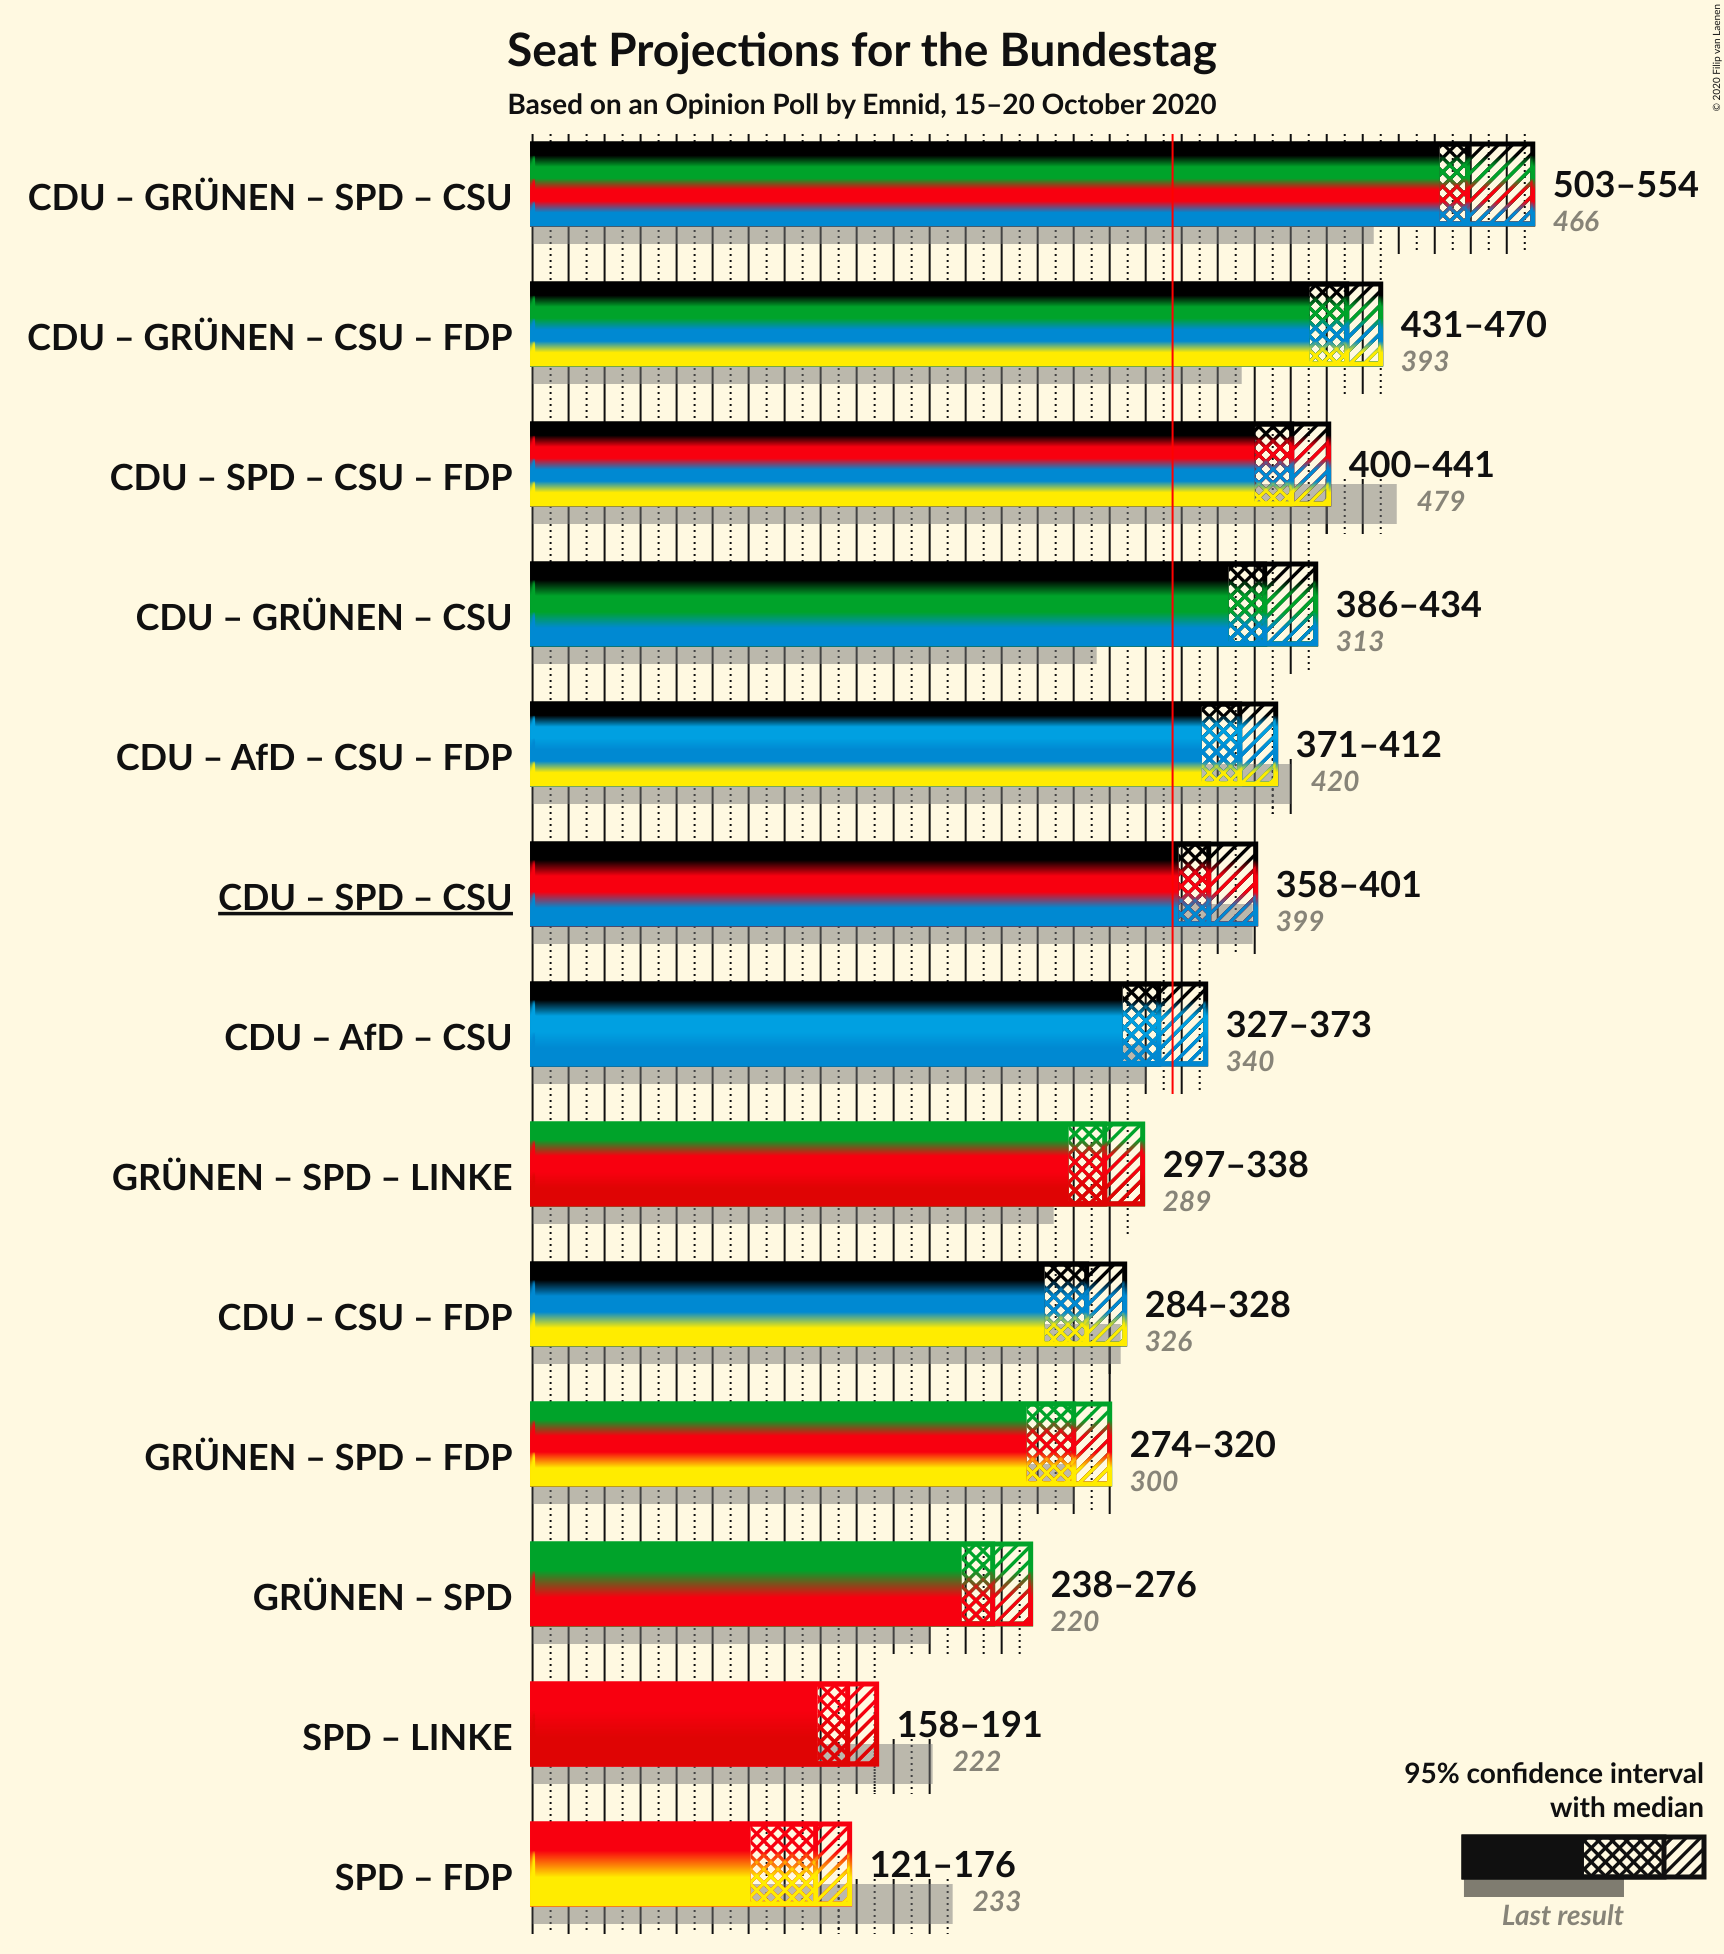 © 2020 Filip van Laenen
Seat Projections for the Bundestag
Based on an Opinion Poll by Emnid, 15–20 October 2020
CDU – GRÜNEN – SPD – CSU
503–554
466
CDU – GRÜNEN – CSU – FDP
431–470
393
CDU – SPD – CSU – FDP
400–441
479
CDU – GRÜNEN – CSU
386–434
313
CDU – AfD – CSU – FDP
371–412
420
CDU – SPD – CSU
358–401
399
CDU – AfD – CSU
327–373
340
GRÜNEN – SPD – LINKE
297–338
289
CDU – CSU – FDP
284–328
326
GRÜNEN – SPD – FDP
274–320
300
GRÜNEN – SPD
238–276
220
SPD – LINKE
158–191
222
SPD – FDP
121–176
233
95% confidence interval
with median
Last result